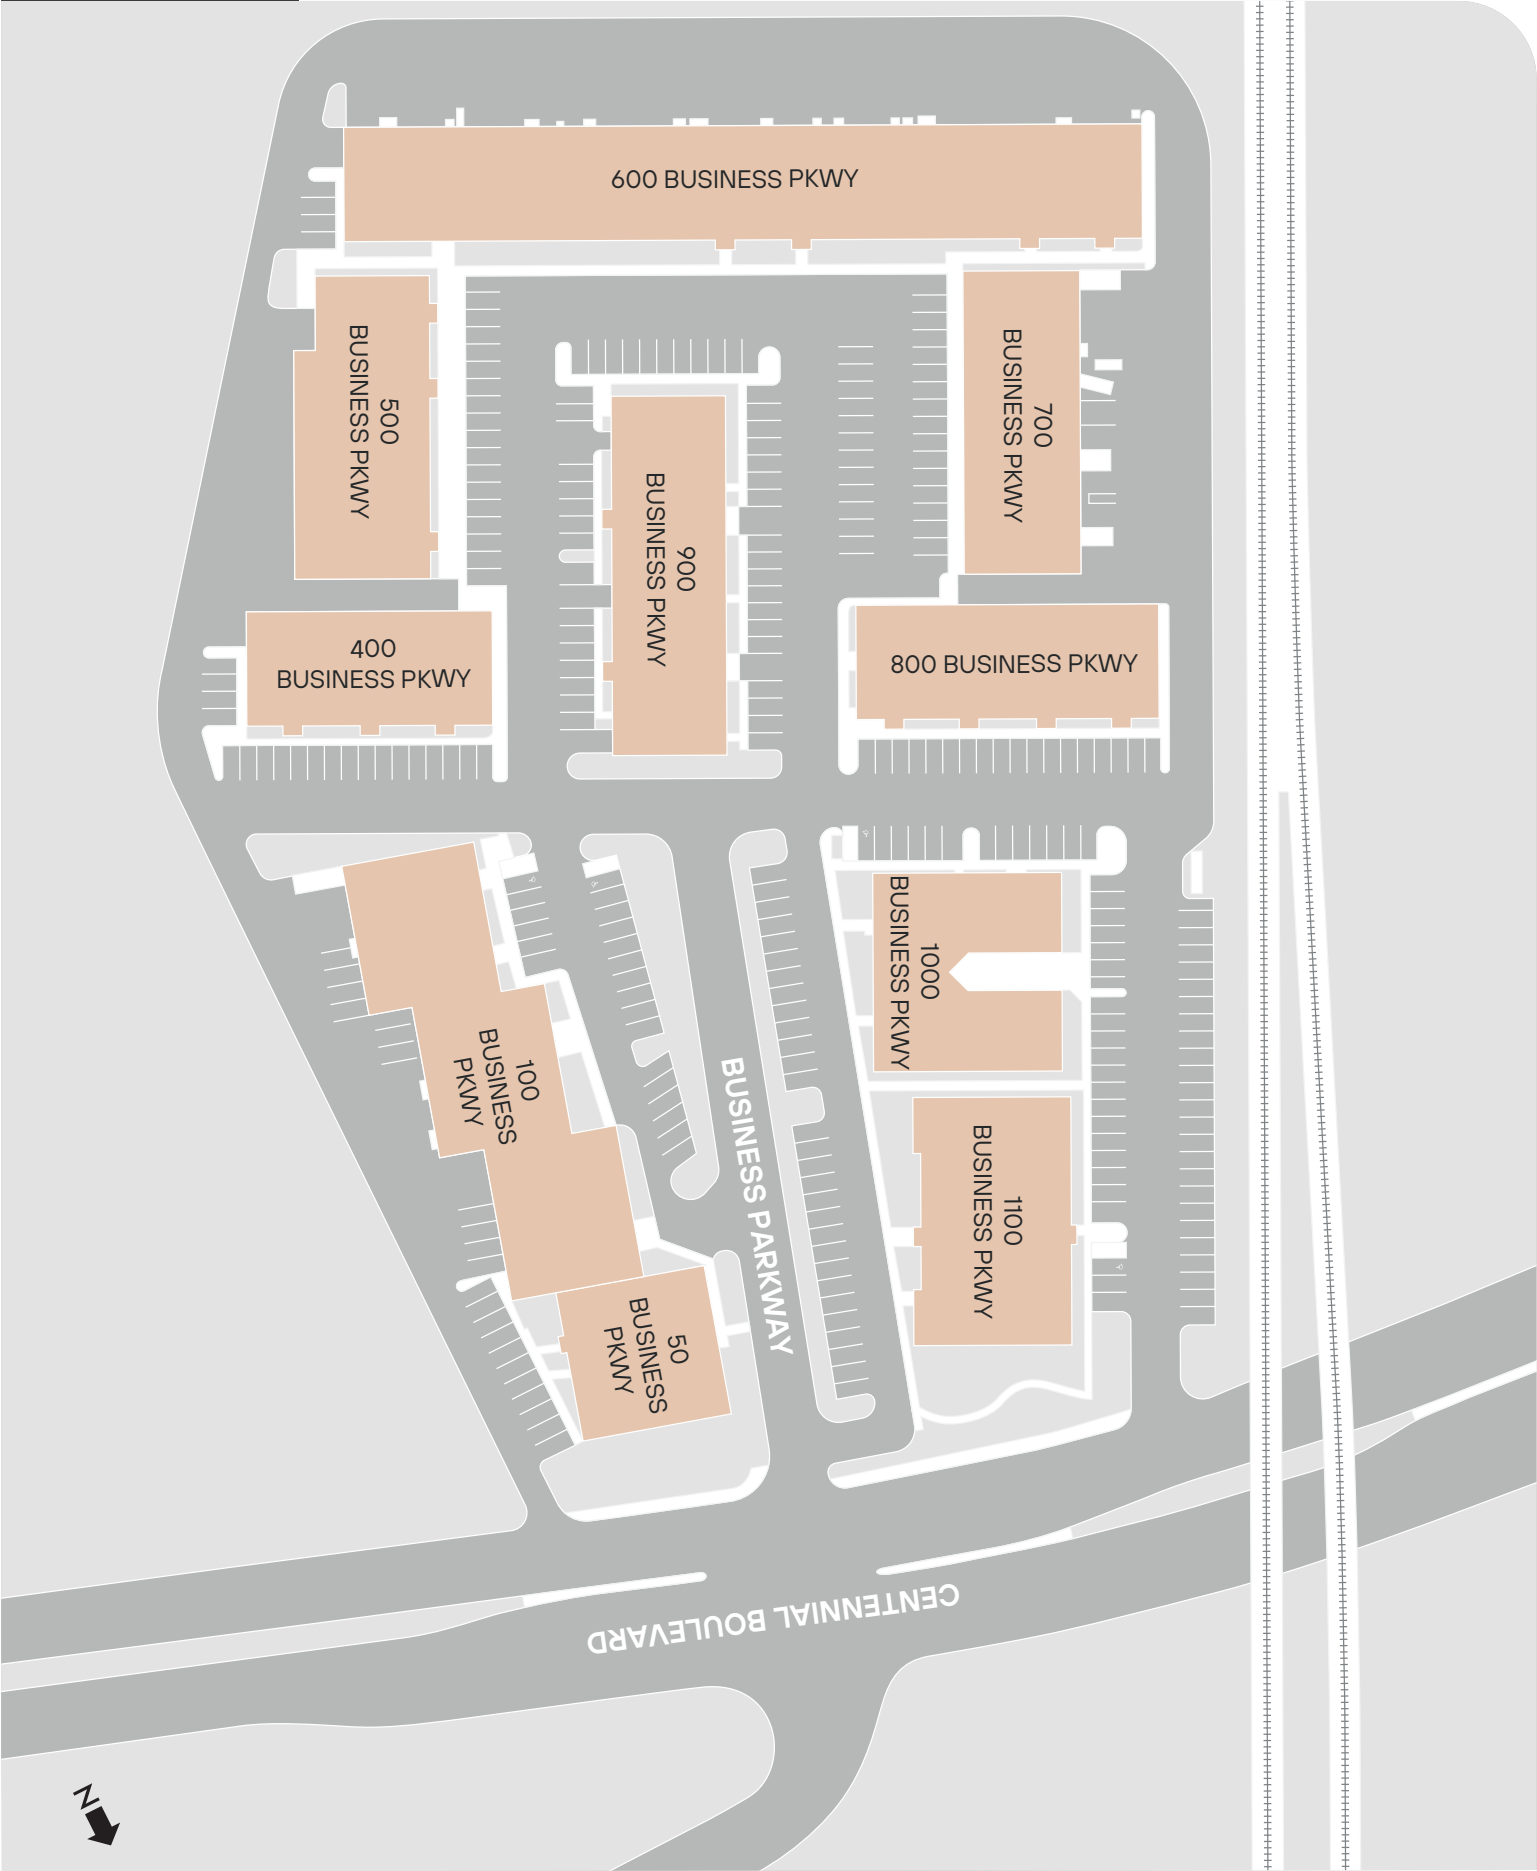 600 BUSINESS PKWY
500
BUSINESS PKWY
700
BUSINESS PKWY
900
BUSINESS PKWY
400
BUSINESS PKWY
800 BUSINESS PKWY
1000
BUSINESS PKWY
100
BUSINESS
PKWY
BUSINESS PARKWAY
1100
BUSINESS PKWY
50
BUSINESS
PKWY
CENTENNIAL BOULEVARD
N